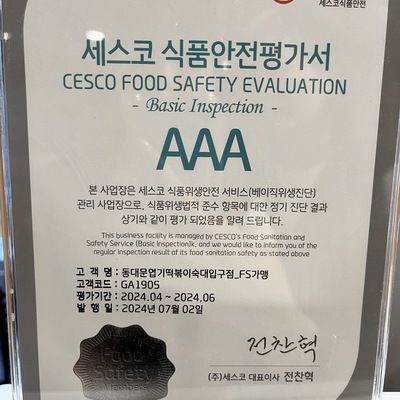 세스코식품안전
세스코 식품안전평가서
CESCO FOOD SAFETY EVALUATION
- Basic Inspection -
AAA
본 사업장은 세스코 식품위생안전 서비스(베이직위생진단)
관리 사업장으로, 식품위생법적 준수 항목에 대한 정기 진단 결과
상기와 같이 평가 되었음을 알려 드립니다.
This business facility is managed by CESCO's Food Sanitation and
Safety Service (Basic Inspection)k, and we would like to inform you of the
regular inspection result of its food sanitation safety as stated above
고 객 명 : 동대문엽기떡볶이숙대입구점_FS가맹
고객코드 : GA1905
평가기간 : 2024.04 ~ 2024.06
발 행 일 : 2024년 07월 02일
Food
Safety
Members
전찬혁
(주)세스코 대표이사 전찬혁